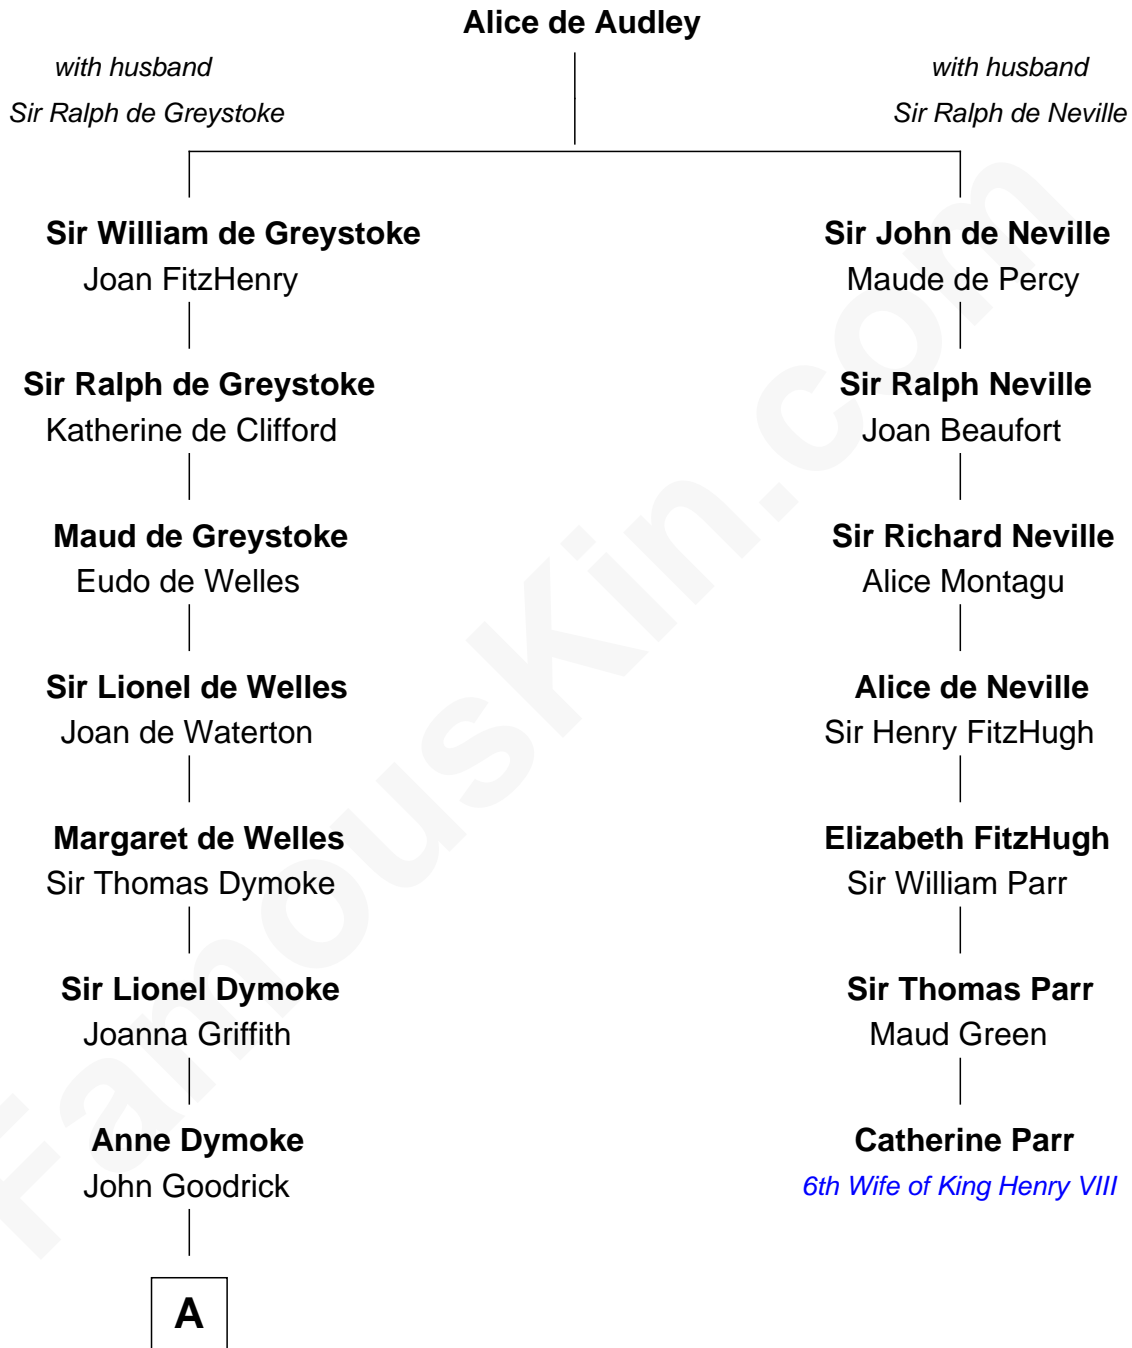 Alice de Audley
with husband
Sir Ralph de Greystoke
with husband
Sir Ralph de Neville
Sir William de Greystoke
Joan FitzHenry
Sir John de Neville
Maude de Percy
Sir Ralph de Greystoke
Katherine de Clifford
Sir Ralph Neville
Joan Beaufort
Maud de Greystoke
Eudo de Welles
Sir Richard Neville
Alice Montagu
Sir Lionel de Welles
Joan de Waterton
Alice de Neville
Sir Henry FitzHugh
Margaret de Welles
Sir Thomas Dymoke
Elizabeth FitzHugh
Sir William Parr
Sir Lionel Dymoke
Joanna Griffith
Sir Thomas Parr
Maud Green
Anne Dymoke
John Goodrick
Catherine Parr
6th Wife of King Henry VIII
A
FamousKin.com